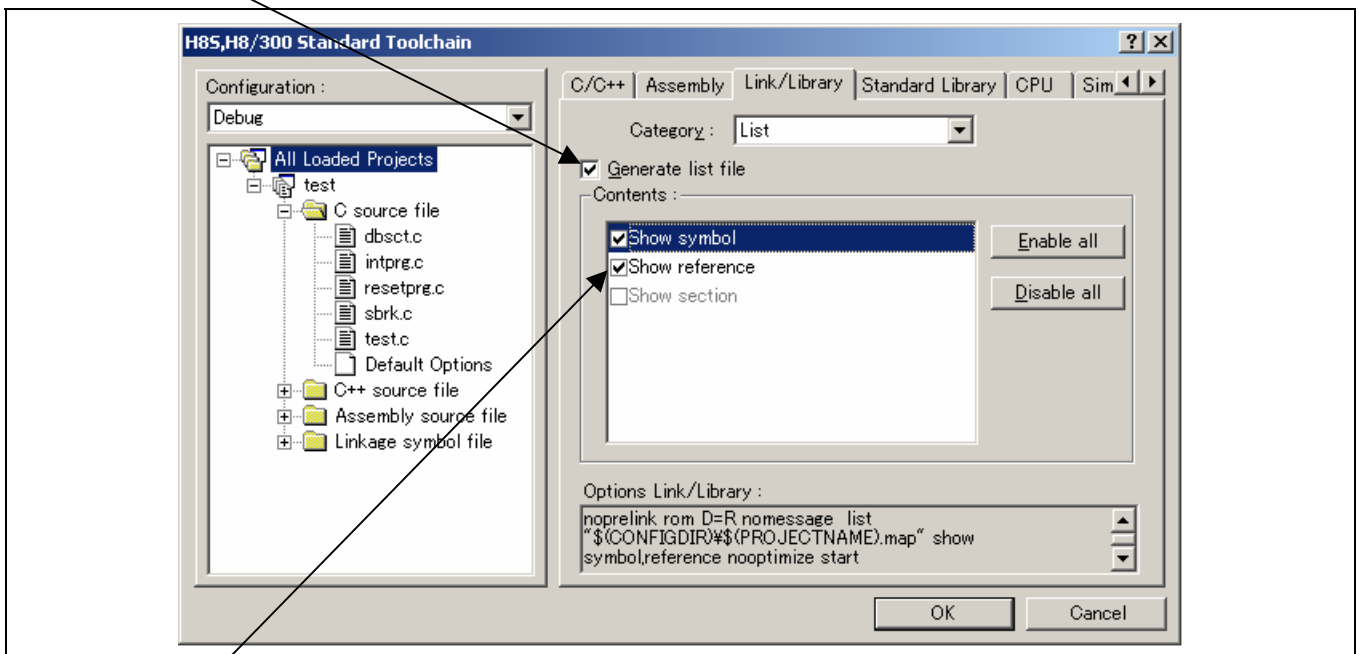 H8S,H8/300 Standard Toolchain
Configuration :
Debug
All Loaded Projects
test
C source file
dbsct.c
intprg.c
resetprg.c
sbrk.c
test.c
Default Options
C++ source file
Assembly source file
Linkage symbol file
C/C++ Assembly Link/Library Standard Library CPU Sim
Category : List
Generate list file
Contents :
Show symbol
Show reference
Show section
Enable all
Disable all
Options Link/Library :
noprelink rom D=R nomessage list
"$(CONFIGDIR)¥$(PROJECTNAME).map" show
symbol,reference nooptimize start
OK Cancel